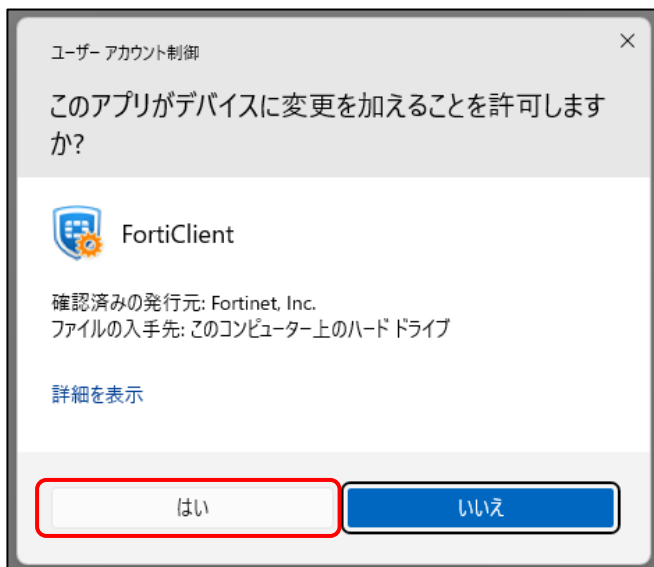 ユーザー アカウント制御
このアプリがデバイスに変更を加えることを許可します
か?
FortiClient
確認済みの発行元: Fortinet, Inc.
ファイルの入手先: このコンピューター上のハード ドライブ
詳細を表示
はい
いいえ